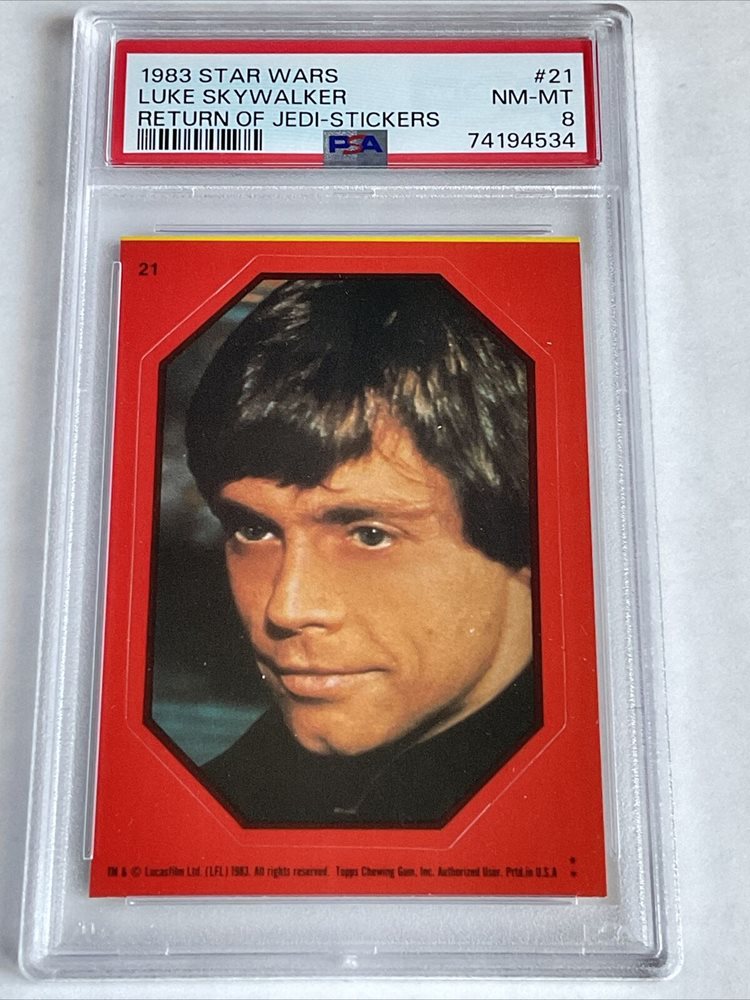 1983 STAR WARS #21
LUKE SKYWALKER NM-MT
RETURN OF JEDI-STICKERS 8
PSA 74194534
21
TM & © Lucasfilm Ltd. (LFL) 1983. All rights reserved. Topps Chewing Gum, Inc. Authorized User. Prtd.in U.S.A